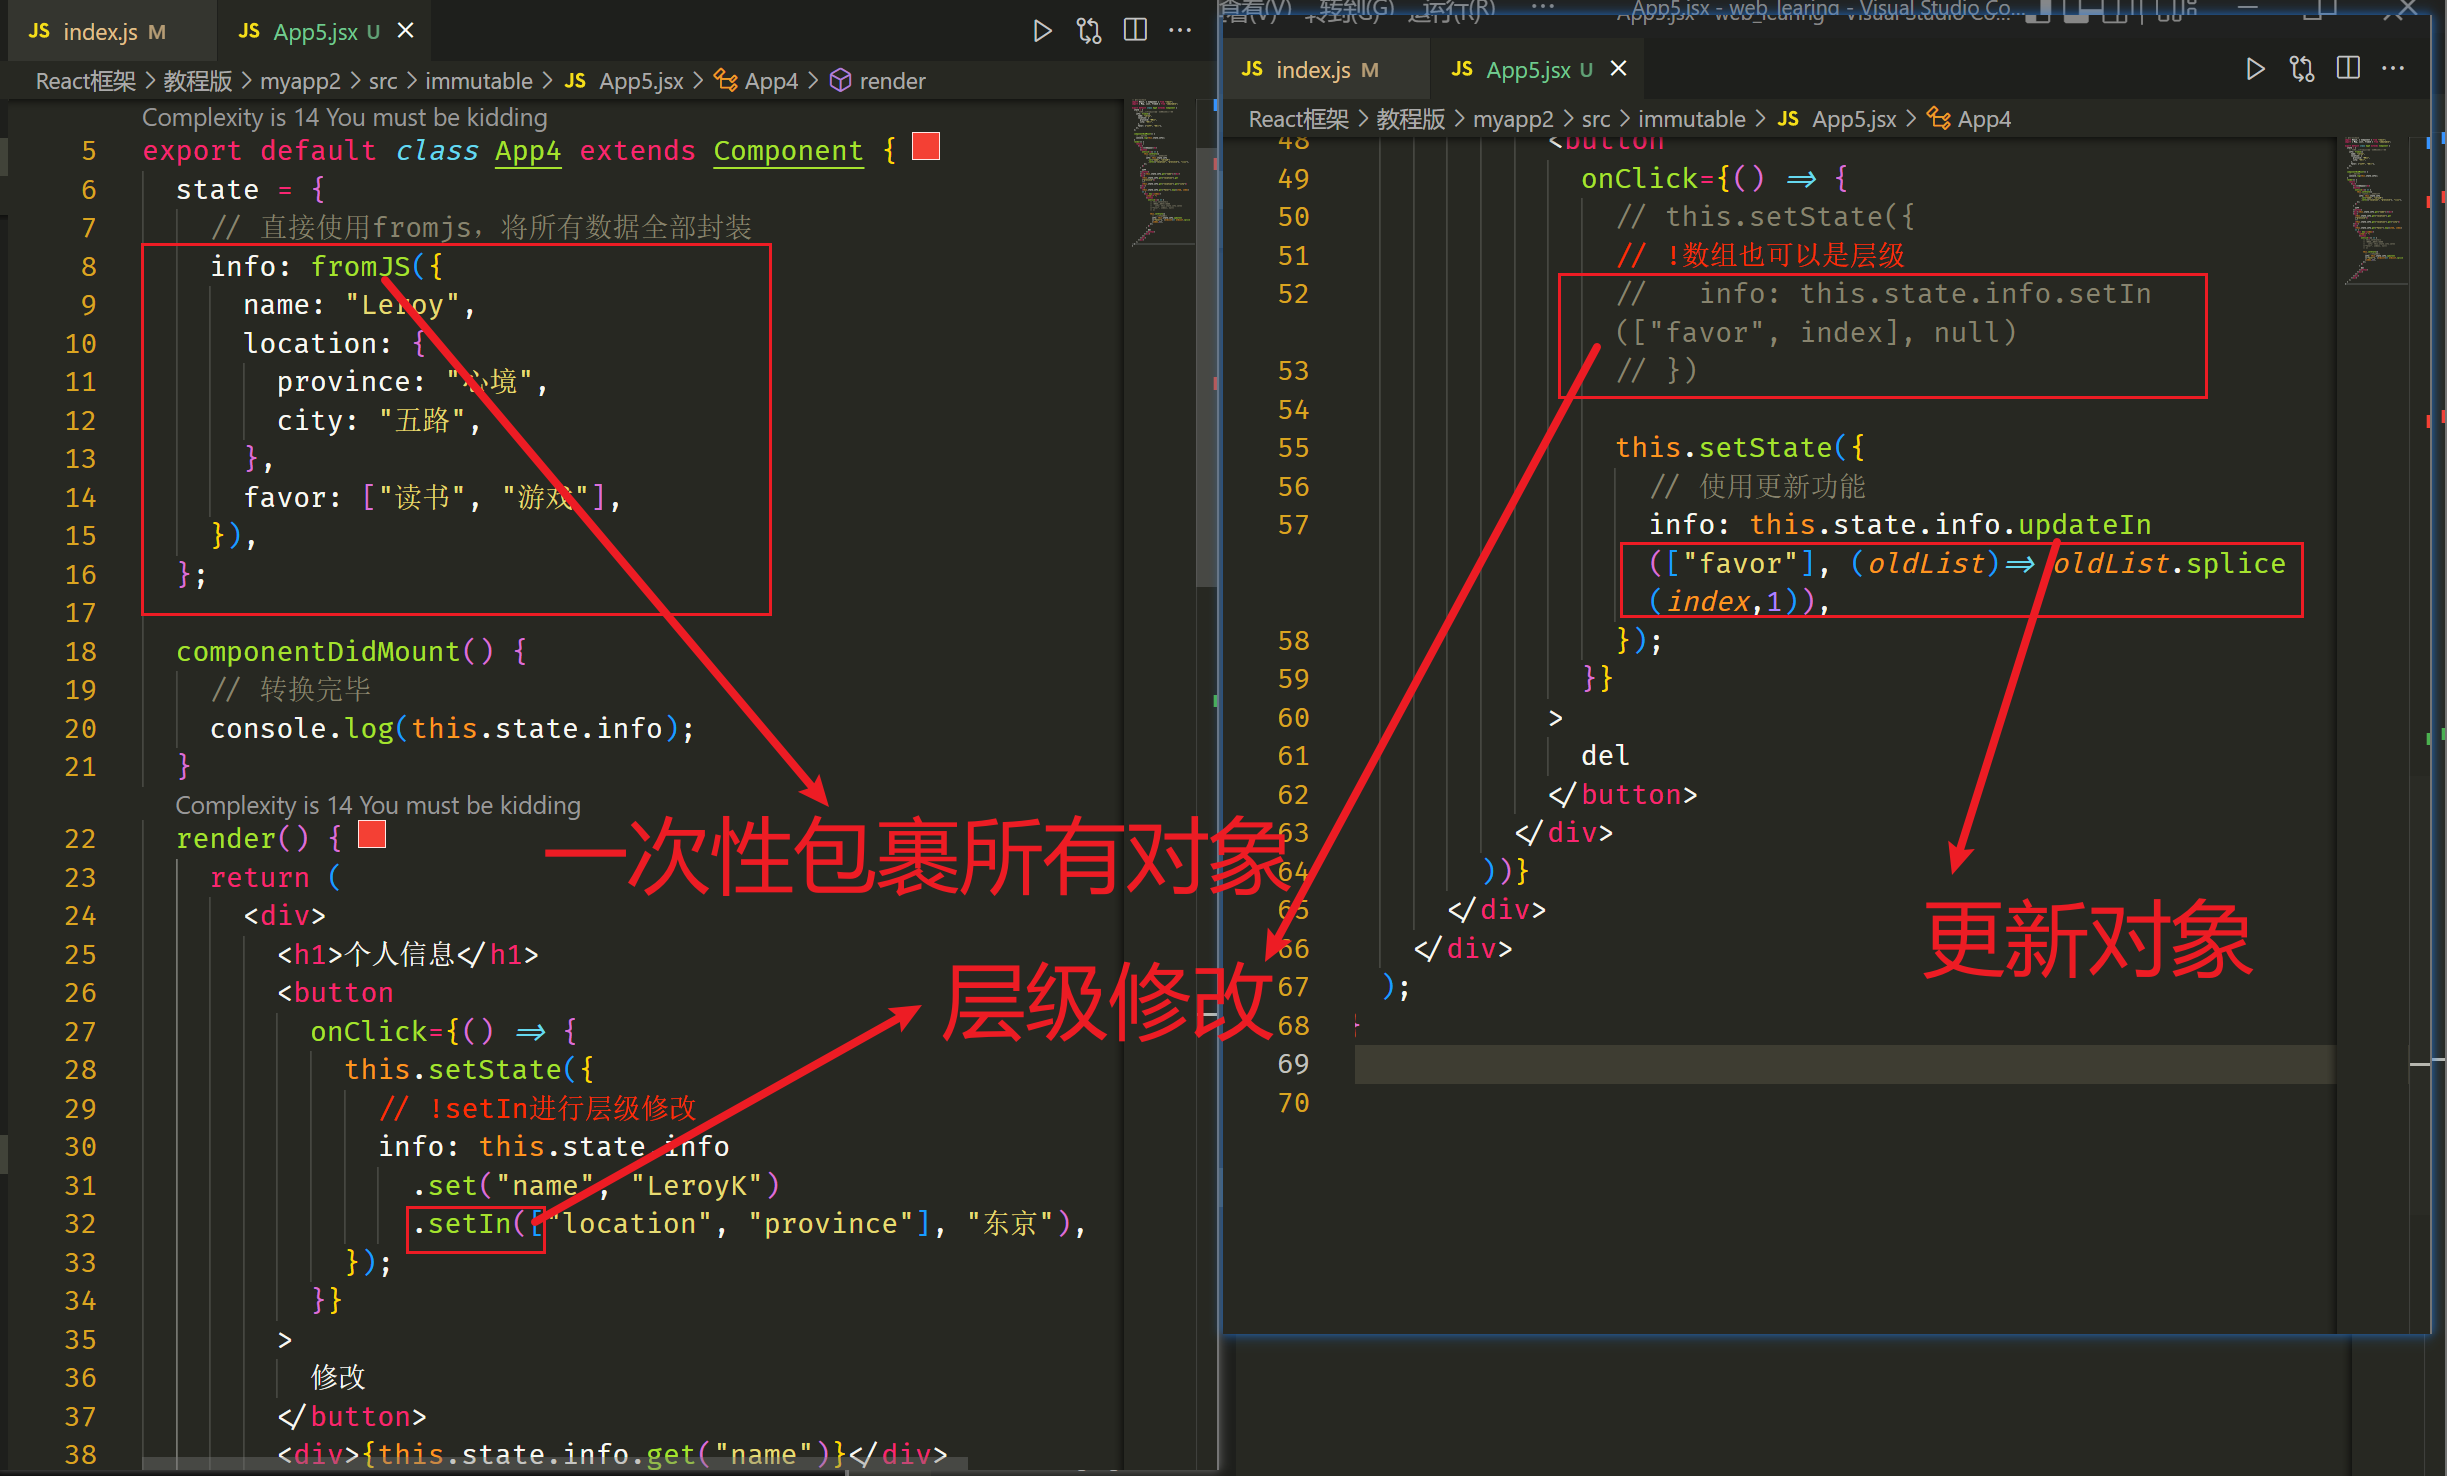 JS index.js M
JS App5.jsx U
React框架 > 教程版 > myapp2 > src > immutable > JS App5.jsx > App4 > render
Complexity is 14 You must be kidding
5 export default class App4 extends Component {
6 state = {
7 // 直接使用fromjs，将所有数据全部封装
8 info: fromJS({
9 name: "Leroy",
10 location: {
11 province: "心境",
12 city: "五路",
13 },
14 favor: ["读书", "游戏"],
15 }),
16 };
17
18 componentDidMount() {
19 // 转换完毕
20 console.log(this.state.info);
21 }
Complexity is 14 You must be kidding
22 render() {
23 return (
24 <div>
25 <h1>个人信息</h1>
26 <button
27 onClick={() => {
28 this.setState({
29 // !setIn进行层级修改
30 info: this.state.info
31 .set("name", "LeroyK")
32 .setIn(["location", "province"], "东京"),
33 });
34 }}
35 >
36 修改
37 </button>
38 <div>{this.state.info.get("name")}</div>
一次性包裹所有对象
层级修改
查看(V) 转到(G) 运行(R) ···
App5.jsx - web_learing - Visual Studio Co...
JS index.js M
JS App5.jsx U
React框架 > 教程版 > myapp2 > src > immutable > JS App5.jsx > App4
48 <button
49 onClick={() => {
50 // this.setState({
51 // !数组也可以是层级
52 // info: this.state.info.setIn
(["favor", index], null)
53 // })
54
55 this.setState({
56 // 使用更新功能
57 info: this.state.info.updateIn
(["favor"], (oldList)=> oldList.splice
(index,1)),
58 });
59 }}
60 >
61 del
62 </button>
63 </div>
64 ))}
65 </div>
66 </div>
67 );
68 }
69
70
更新对象